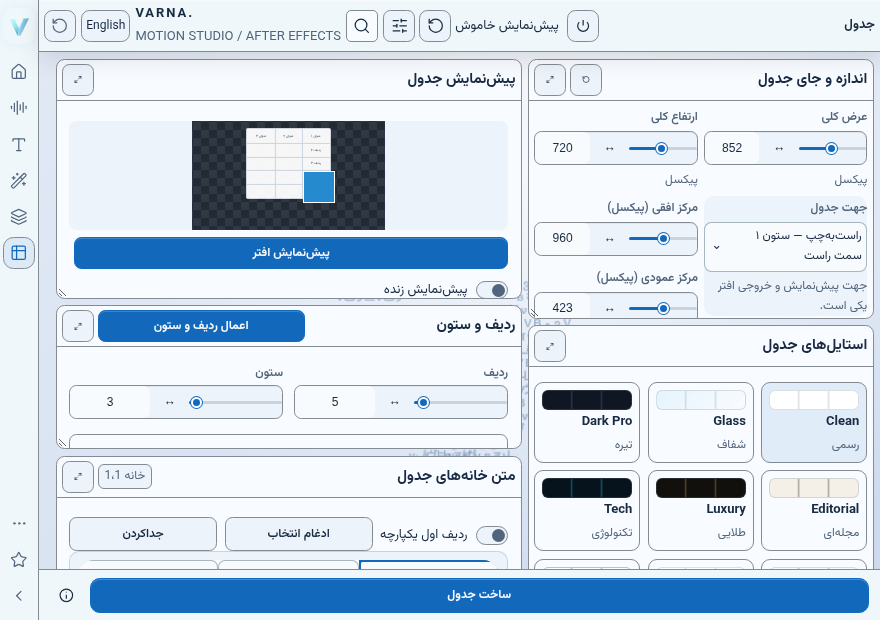 جدول
پیش‌نمایش خاموش
VARNA.
MOTION STUDIO / AFTER EFFECTS
English
اندازه و جای جدول
عرض کلی
852
پیکسل
ارتفاع کلی
720
پیکسل
جهت جدول
راست‌به‌چپ — ستون ۱ سمت راست
جهت پیش‌نمایش و خروجی افتر یکی است.
مرکز افقی (پیکسل)
960
مرکز عمودی (پیکسل)
423
استایل‌های جدول
Clean
رسمی
Glass
شفاف
Dark Pro
تیره
Editorial
مجله‌ای
Luxury
طلایی
Tech
تکنولوژی
پیش‌نمایش جدول
پیش‌نمایش افتر
پیش‌نمایش زنده
ردیف و ستون
اعمال ردیف و ستون
ردیف
5
ستون
3
متن خانه‌های جدول
خانه 1،1
ردیف اول یکپارچه
ادغام انتخاب
جداکردن
ساخت جدول